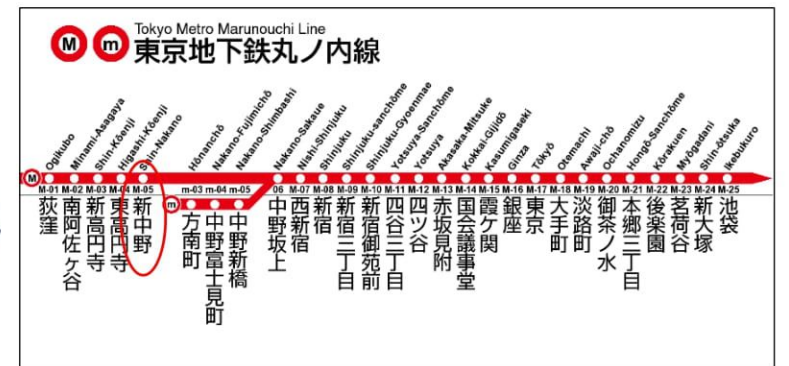 Tokyo Metro Marunouchi Line
M m 東京地下鉄丸ノ内線
Ogikubo
Minami-Asagaya
Shin-Kōenji
Higashi-Kōenji
Shin-Nakano
Hōnanchō
Nakano-Fujimichō
Nakano-Shimbashi
Nakano-Sakaue
Nishi-Shinjuku
Shinjuku
Shinjuku-sanchōme
Shinjuku-Gyoenmae
Yotsuya-Sanchōme
Yotsuya
Akasaka-Mitsuke
Kokkai-Gijidō
Kasumigaseki
Ginza
Tōkyō
Otemachi
Awaji-chō
Ochanomizu
Hongō-Sanchōme
Kōrakuen
Myōgadani
Shin-ōtsuka
Ikebukuro
M
M-01 M-02 M-03 M-04 M-05 m-03 m-04 m-05 06 M-07 M-08 M-09 M-10 M-11 M-12 M-13 M-14 M-15 M-16 M-17 M-18 M-19 M-20 M-21 M-22 M-23 M-24 M-25
m
荻窪
南阿佐ヶ谷
新高円寺
東高円寺
新中野
方南町
中野富士見町
中野新橋
中野坂上
西新宿
新宿
新宿三丁目
新宿御苑前
四谷三丁目
四ツ谷
赤坂見附
国会議事堂
霞ケ関
銀座
東京
大手町
淡路町
御茶ノ水
本郷三丁目
後楽園
茗荷谷
新大塚
池袋